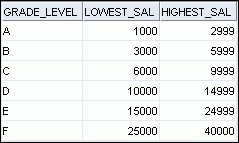 GRADE_LEVEL LOWEST_SAL HIGHEST_SAL
A 1000 2999
B 3000 5999
C 6000 9999
D 10000 14999
E 15000 24999
F 25000 40000